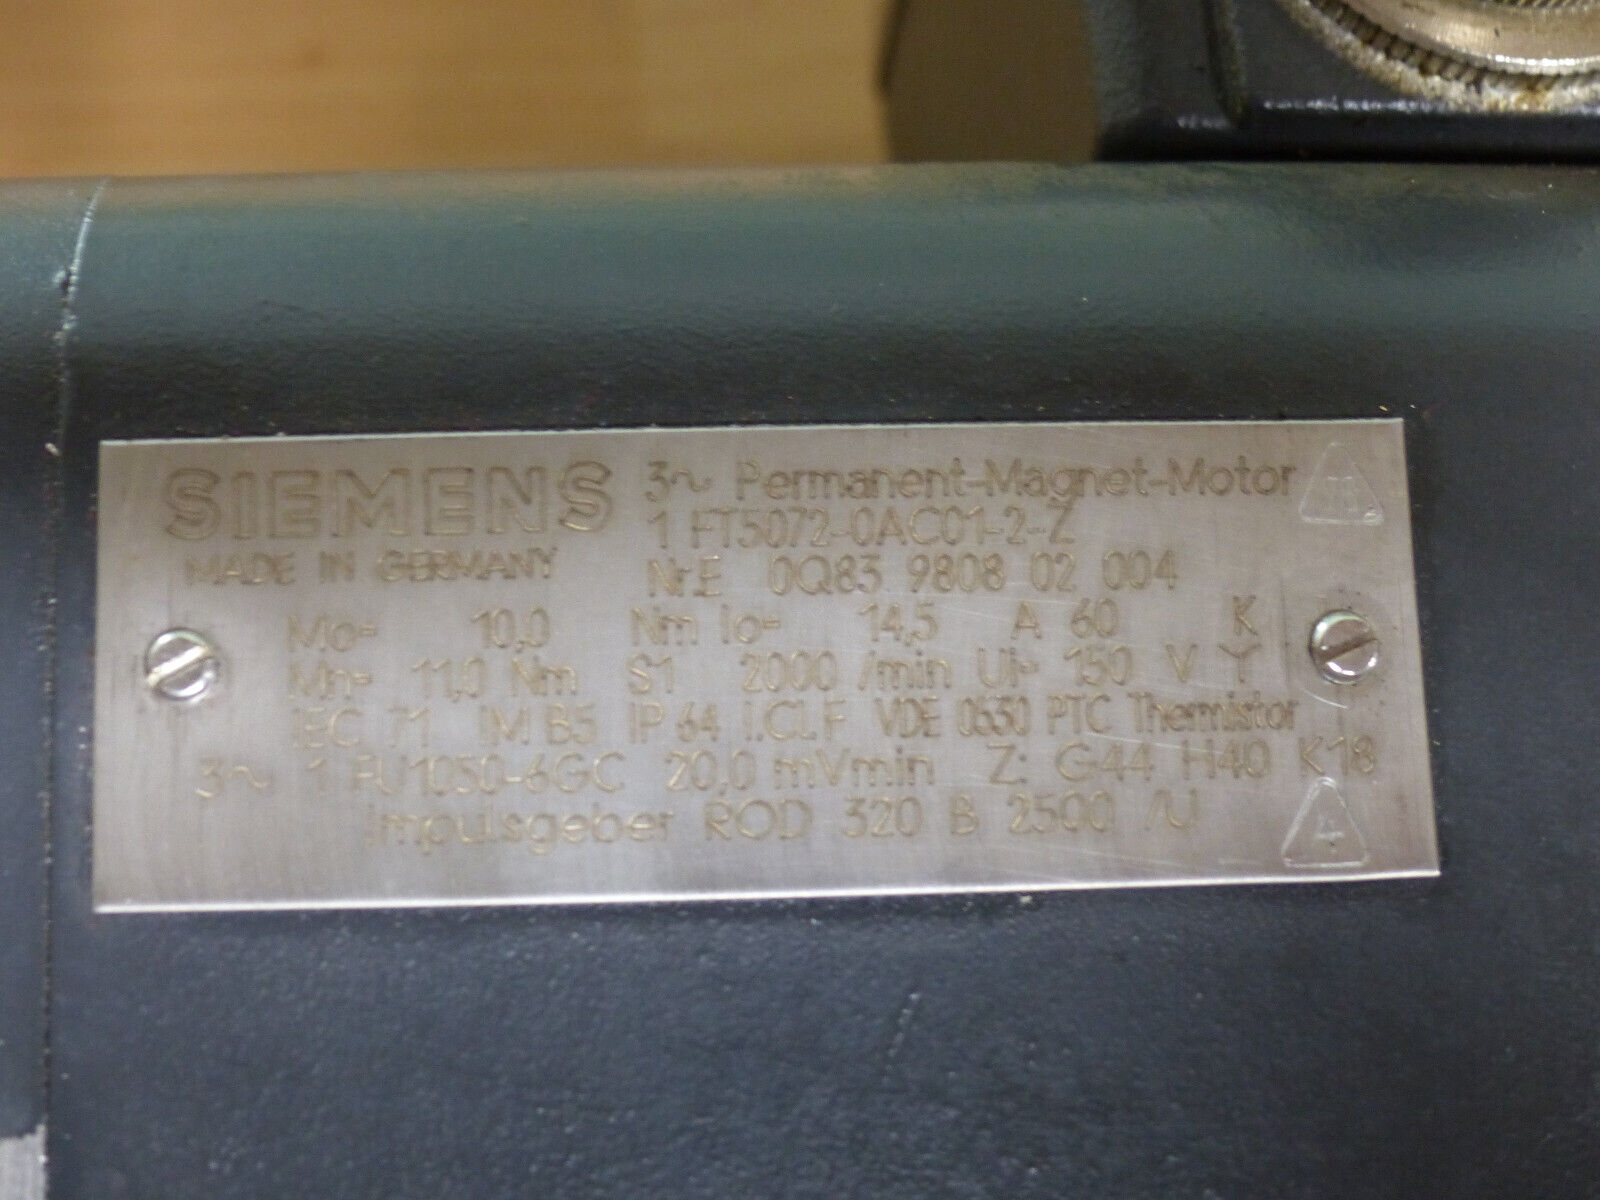 SIEMENS 3~ Permanent-Magnet-Motor
1 FT5072-0AC01-2-Z
MADE IN GERMANY Nr.E 0Q83 9808 02 004
Mo= 10,0 Nm Io= 14,5 A 60 K
Mn= 11,0 Nm S1 2000 /min Ui= 150 V Y
IEC 71 IM B5 IP 64 I.Cl.F VDE 0530 PTC Thermistor
3~ 1 FU1050-6GC 20,0 mVmin Z: G44 H40 K18
Impulsgeber ROD 320 B 2500 /U
4